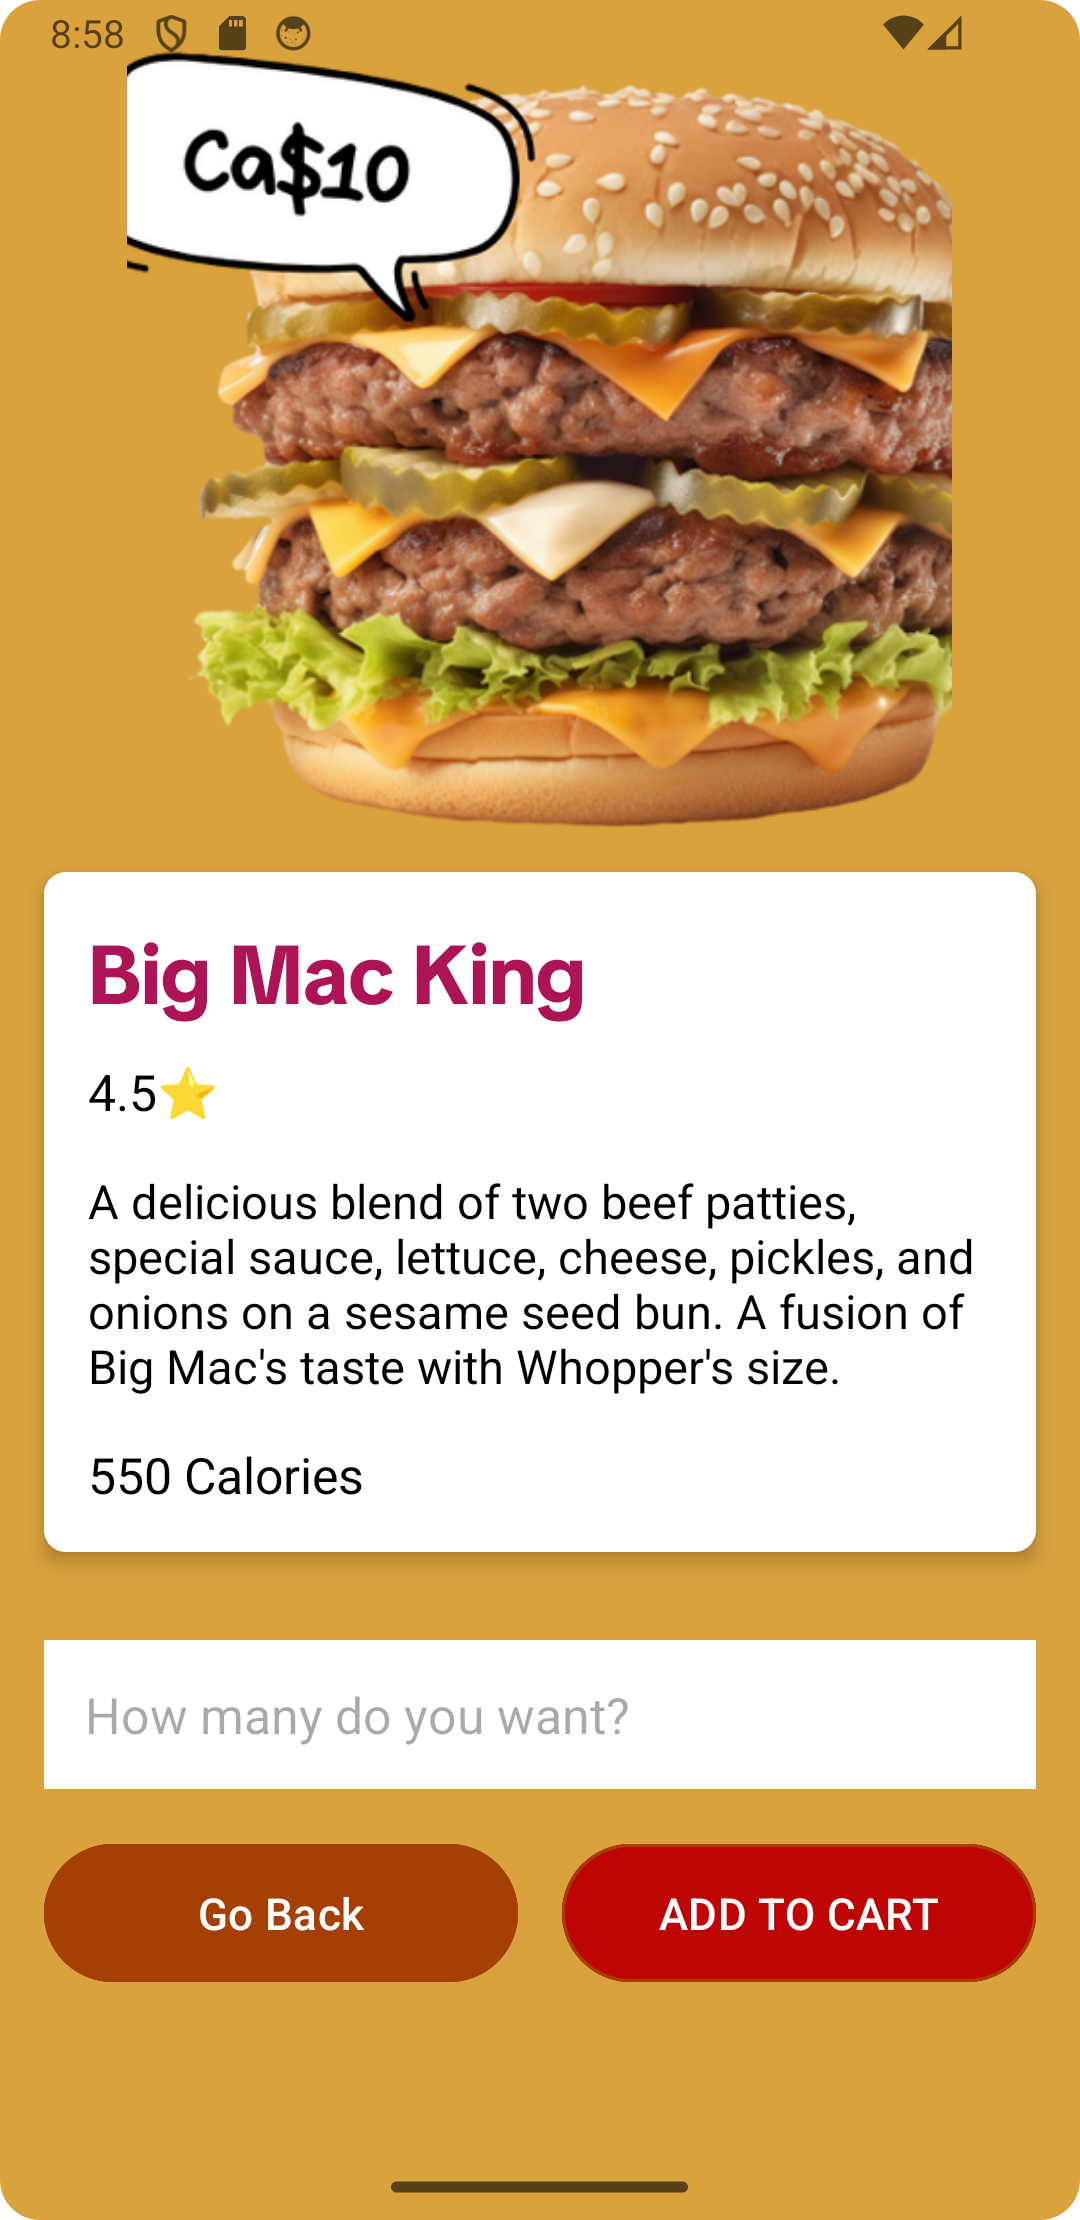 8:58
Ca$10
Big Mac King
4.5⭐
A delicious blend of two beef patties,
special sauce, lettuce, cheese, pickles, and
onions on a sesame seed bun. A fusion of
Big Mac's taste with Whopper's size.
550 Calories
How many do you want?
Go Back
ADD TO CART